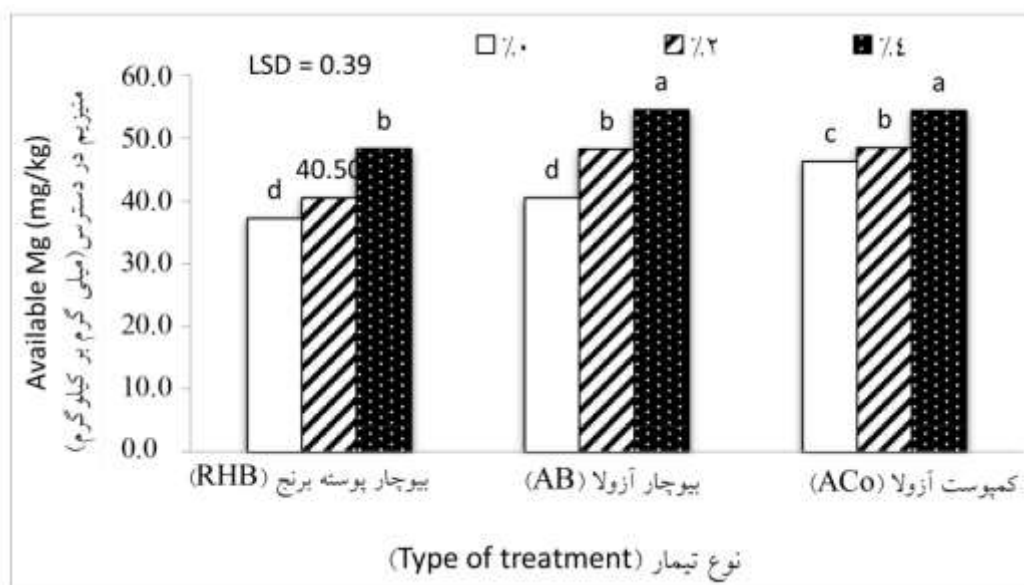 ٪۰ ٪۲ ٪٤
LSD = 0.39
Available Mg (mg/kg)
منیزیم در دسترس(میلی گرم بر کیلوگرم)
60.0
50.0
40.0
30.0
20.0
10.0
0.0
d 40.50 b
d b a
c b a
بیوچار پوسته برنج (RHB)
بیوچار آزولا (AB)
کمپوست آزولا (ACo)
نوع تیمار (Type of treatment)